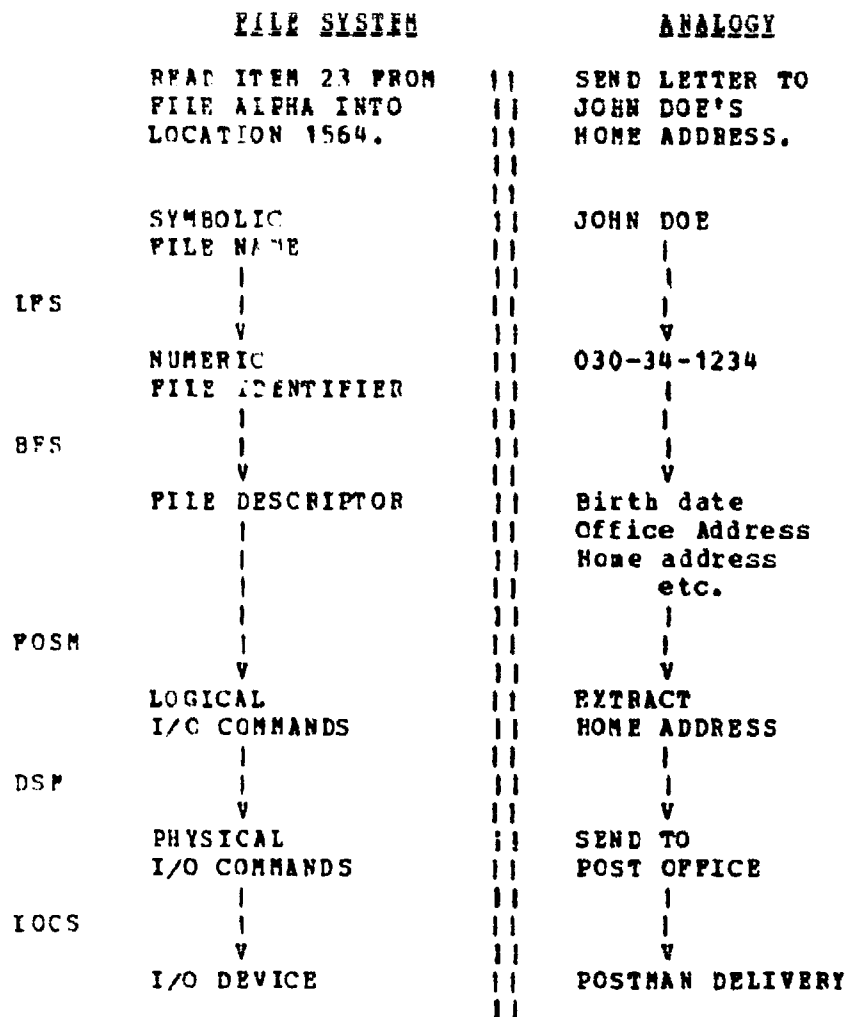 FILE SYSTEM
ANALOGY
READ ITEM 23 FROM
FILE ALPHA INTO
LOCATION 1564.
SEND LETTER TO
JOHN DOE'S
HOME ADDRESS.
SYMBOLIC
FILE NAME
JOHN DOE
LFS
NUMERIC
FILE IDENTIFIER
030-34-1234
BFS
FILE DESCRIPTOR
Birth date
Office Address
Home address
etc.
FOSM
LOGICAL
I/O COMMANDS
EXTRACT
HOME ADDRESS
DSM
PHYSICAL
I/O COMMANDS
SEND TO
POST OFFICE
IOCS
I/O DEVICE
POSTMAN DELIVERY